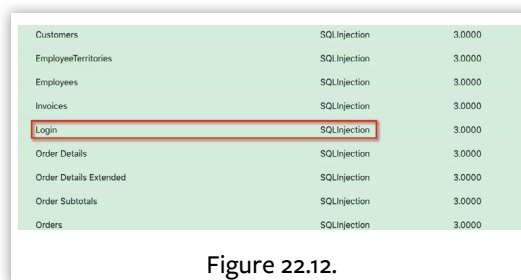 Customers SQLInjection 3.0000
EmployeeTerritories SQLInjection 3.0000
Employees SQLInjection 3.0000
Invoices SQLInjection 3.0000
Login SQLInjection 3.0000
Order Details SQLInjection 3.0000
Order Details Extended SQLInjection 3.0000
Order Subtotals SQLInjection 3.0000
Orders SQLInjection 3.0000
Figure 22.12.